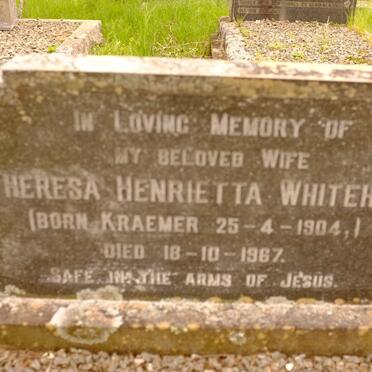 IN LOVING MEMORY OF
MY BELOVED WIFE
HERESA HENRIETTA WHITEH
(BORN KRAEMER 25-4-1904,)
DIED 18-10-1967.
SAFE IN THE ARMS OF JESUS.